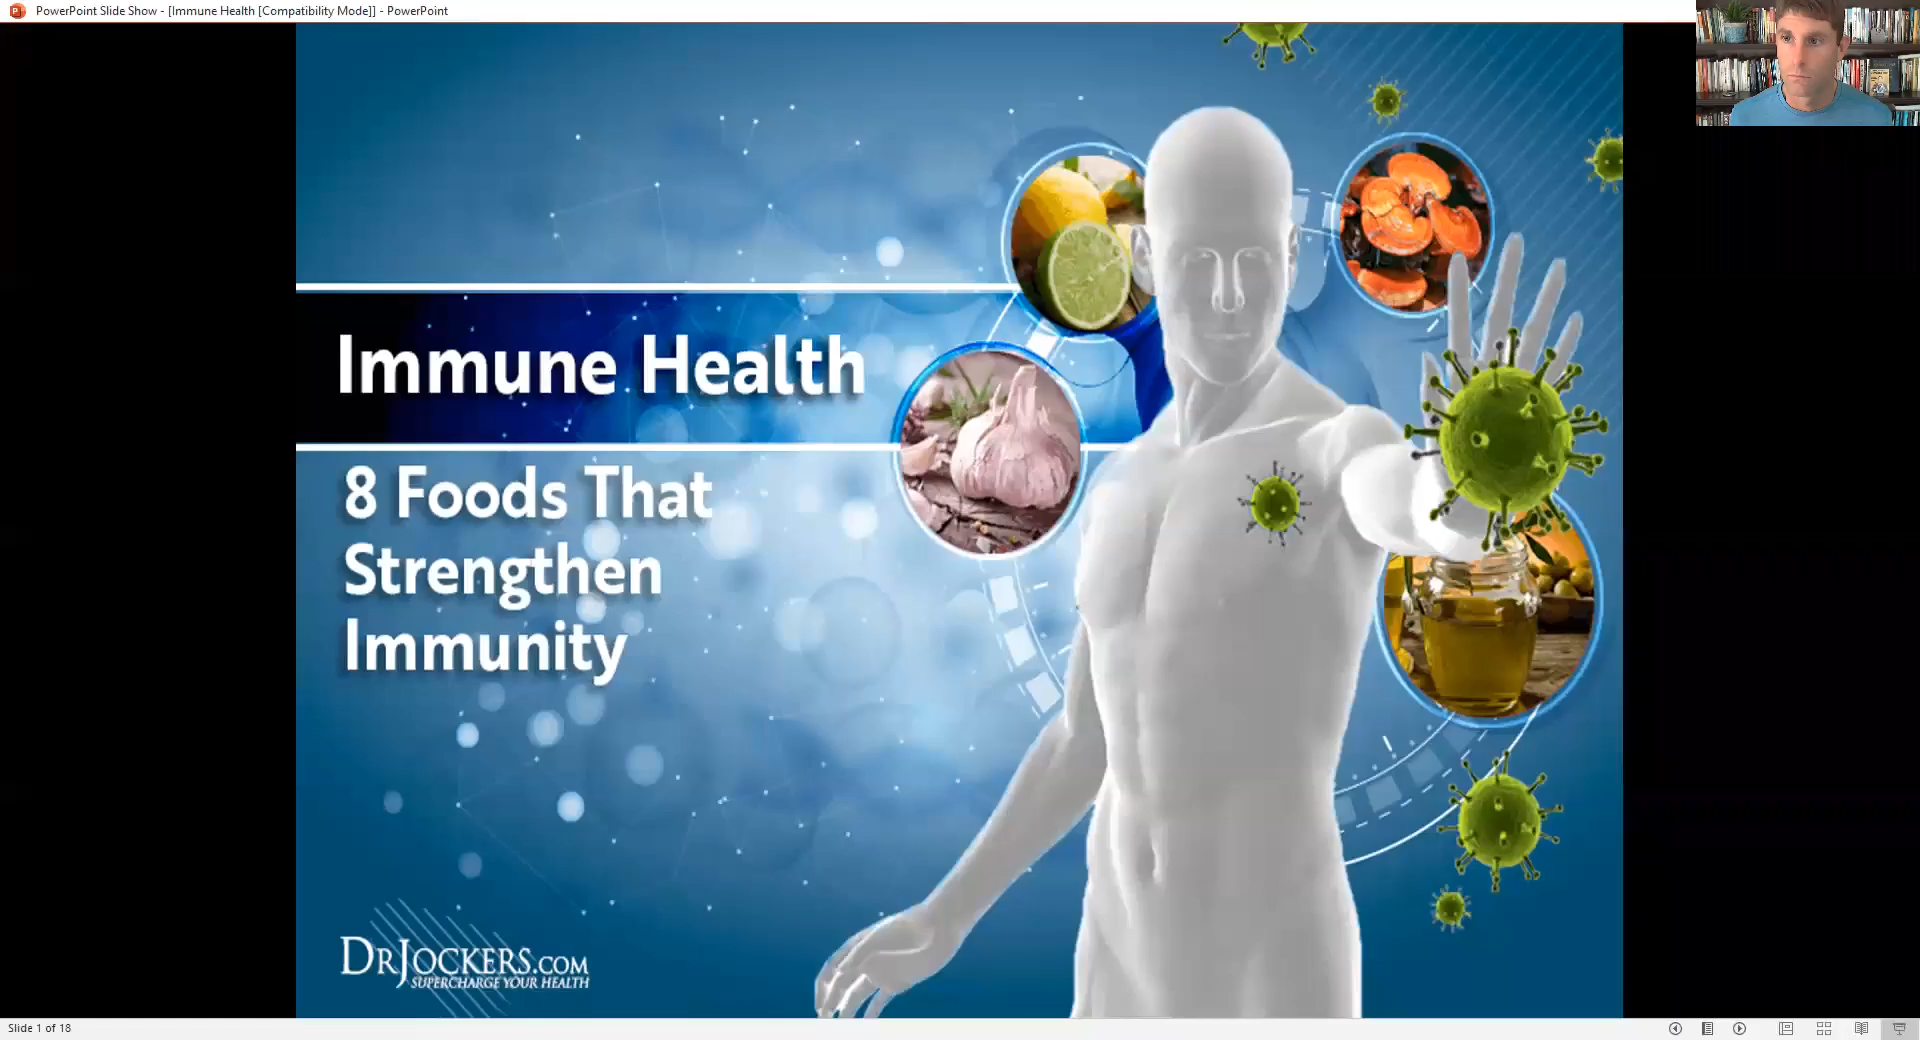 PowerPoint Slide Show - [Immune Health [Compatibility Mode]] - PowerPoint
Immune Health
8 Foods That
Strengthen
Immunity
DRJOCKERS.COM
SUPERCHARGE YOUR HEALTH
Slide 1 of 18